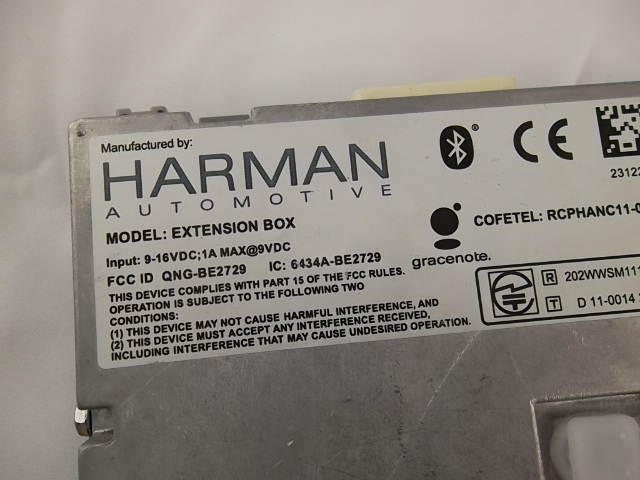 Manufactured by:
HARMAN
AUTOMOTIVE
MODEL: EXTENSION BOX
Input: 9-16VDC;1A MAX@9VDC
FCC ID QNG-BE2729 IC: 6434A-BE2729
THIS DEVICE COMPLIES WITH PART 15 OF THE FCC RULES.
OPERATION IS SUBJECT TO THE FOLLOWING TWO
CONDITIONS:
(1) THIS DEVICE MAY NOT CAUSE HARMFUL INTERFERENCE, AND
(2) THIS DEVICE MUST ACCEPT ANY INTERFERENCE RECEIVED,
INCLUDING INTERFERENCE THAT MAY CAUSE UNDESIRED OPERATION.
®
CE
23122
COFETEL: RCPHANC11-0
gracenote.
R 202WWSM111
T D 11-0014